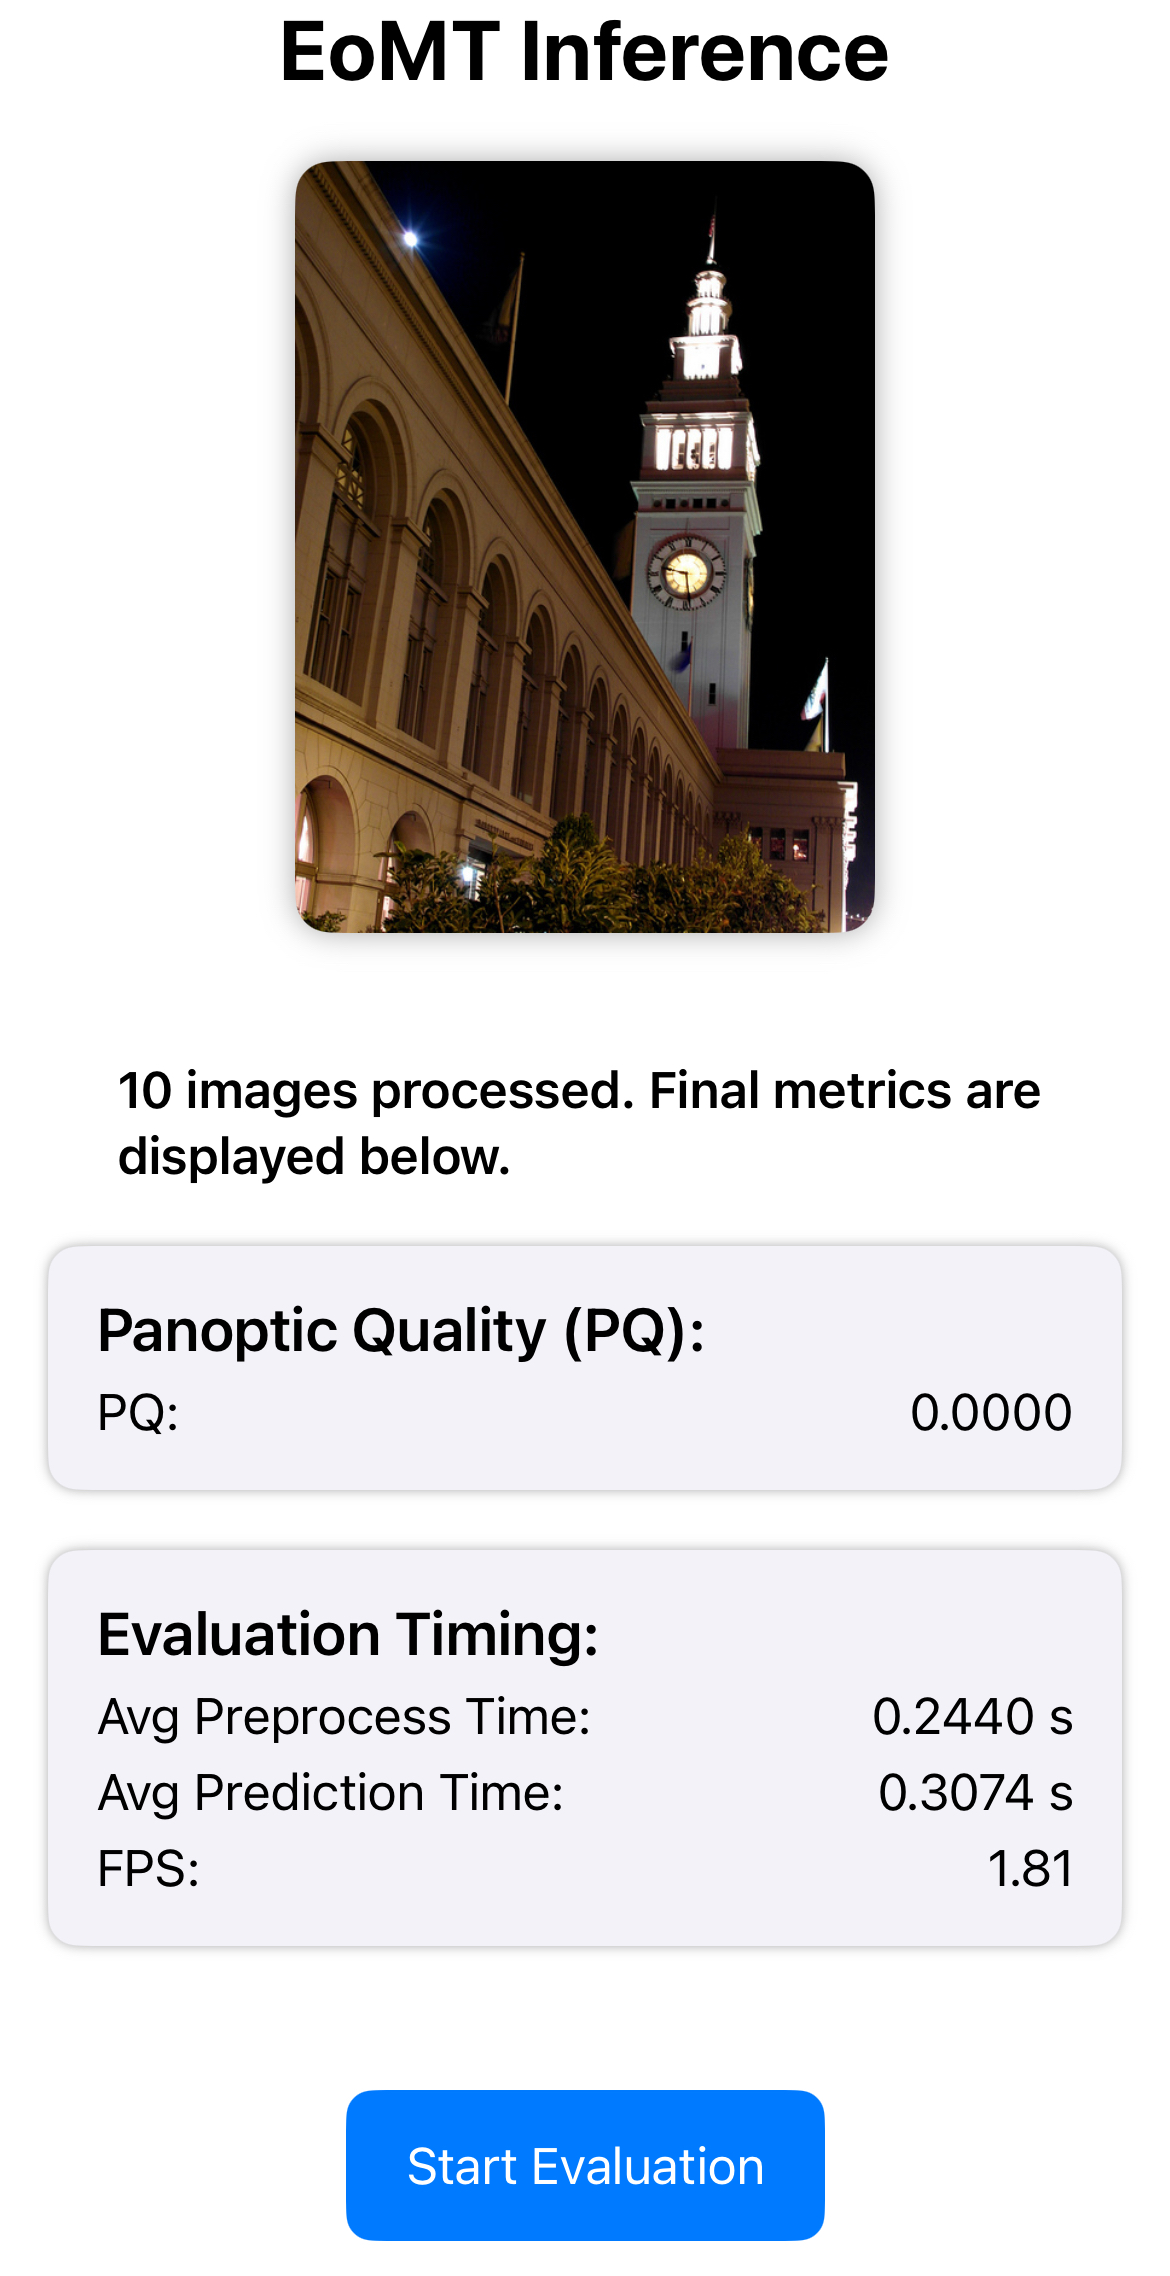 EoMT Inference
10 images processed. Final metrics are
displayed below.
Panoptic Quality (PQ):
PQ: 0.0000
Evaluation Timing:
Avg Preprocess Time: 0.2440 s
Avg Prediction Time: 0.3074 s
FPS: 1.81
Start Evaluation